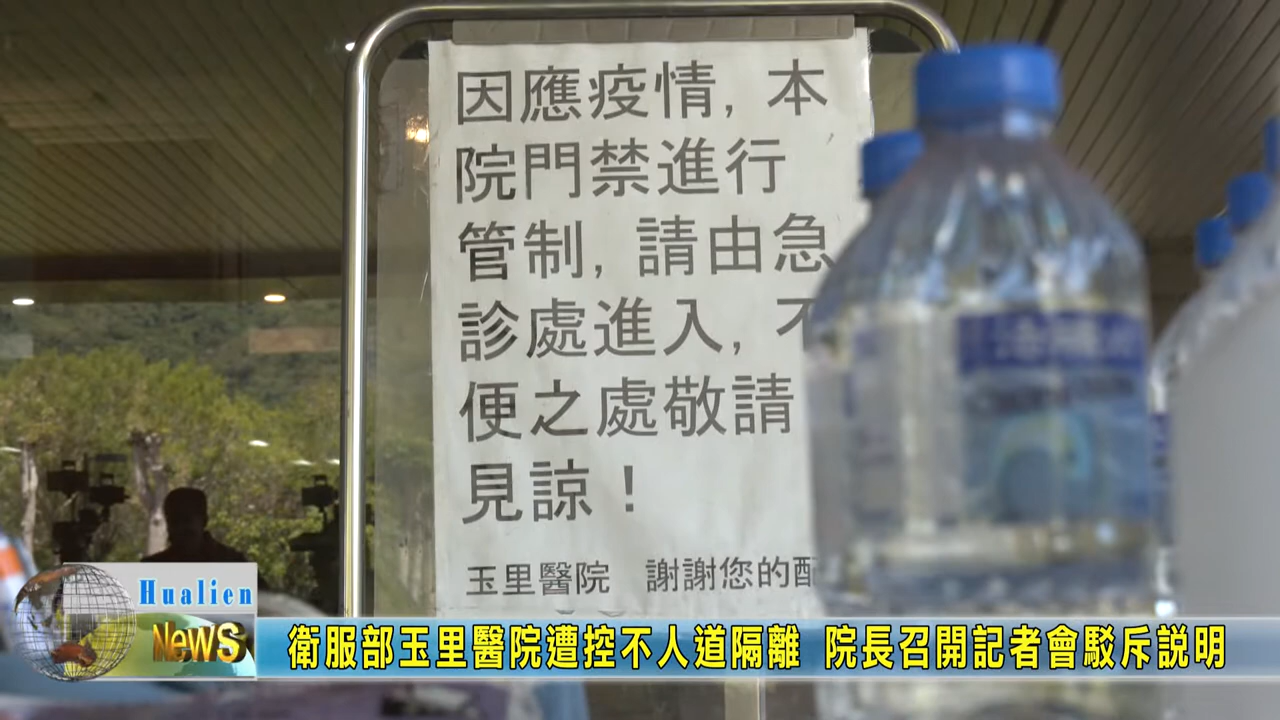 因應疫情,本
院門禁進行
管制,請由急
診處進入,不
便之處敬請
見諒!
玉里醫院 謝謝您的配
Hualien
News
衛服部玉里醫院遭控不人道隔離 院長召開記者會駁斥說明